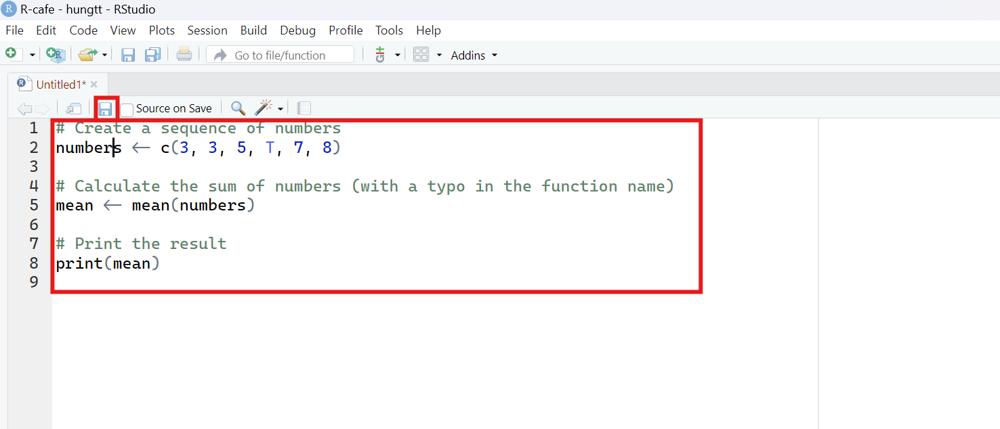 R R-cafe - hungtt - RStudio
File Edit Code View Plots Session Build Debug Profile Tools Help
Go to file/function Addins
Untitled1*
Source on Save
1 # Create a sequence of numbers
2 numbers <- c(3, 3, 5, T, 7, 8)
3
4 # Calculate the sum of numbers (with a typo in the function name)
5 mean <- mean(numbers)
6
7 # Print the result
8 print(mean)
9